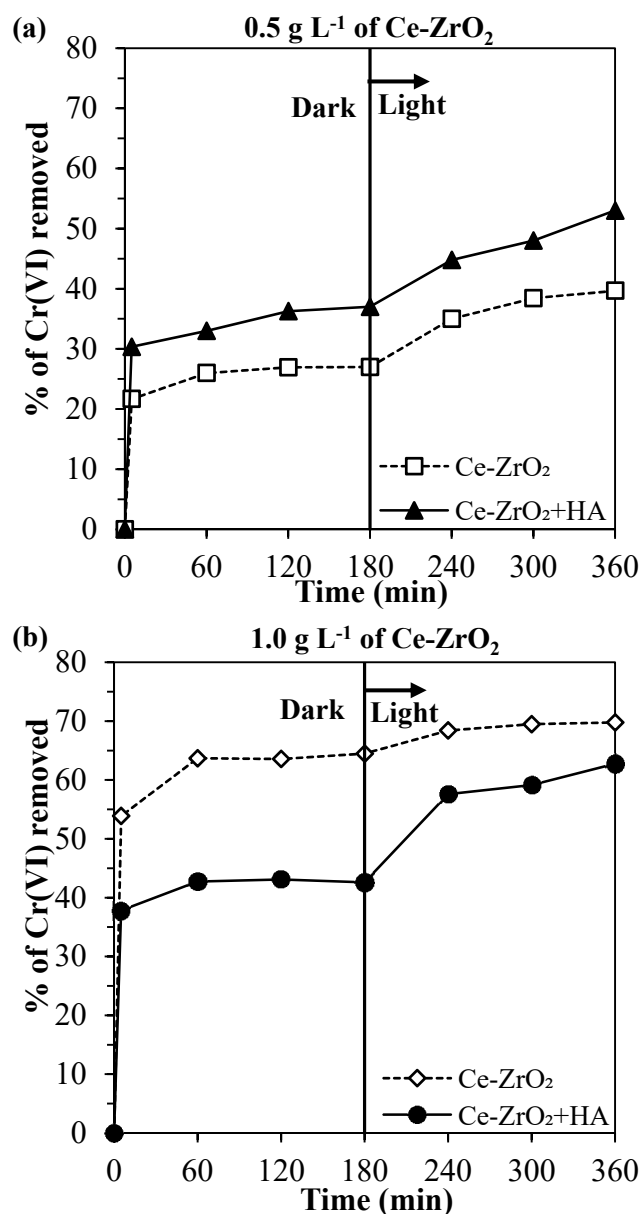 (a)
0.5 g L⁻¹ of Ce-ZrO₂
80
70
60
50
40
30
20
10
0
% of Cr(VI) removed
Dark
Light
Ce-ZrO₂
Ce-ZrO₂+HA
0 60 120 180 240 300 360
Time (min)
(b)
1.0 g L⁻¹ of Ce-ZrO₂
80
70
60
50
40
30
20
10
0
% of Cr(VI) removed
Dark
Light
Ce-ZrO₂
Ce-ZrO₂+HA
0 60 120 180 240 300 360
Time (min)